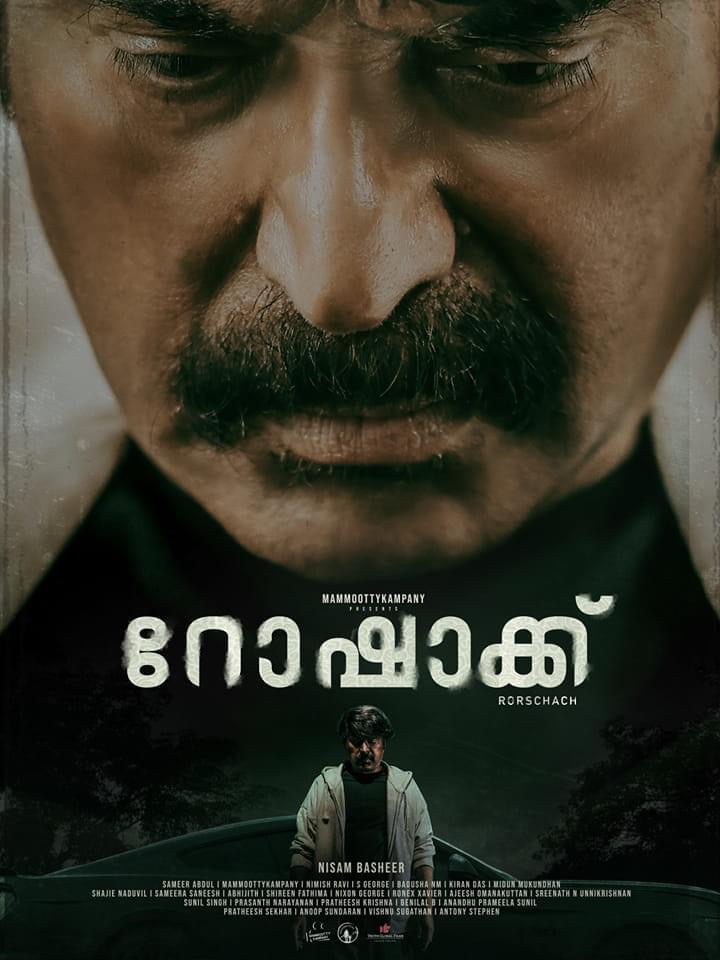 MAMMOOTTYKAMPANY
PRESENTS
റോഷാക്ക്
RORSCHACH
NISAM BASHEER
SAMEER ABDUL I MAMMOOTTYKAMPANY I NIMISH RAVI I S GEORGE I BADUSHA NM I KIRAN DAS I MIDUN MUKUNDHAN
SHAJIE NADUVIL I SAMEERA SANEESH I ABHIJITH I SHIREEN FATHIMA I NIXON GEORGE I RONEX XAVIER I AJEESH OMANAKUTTAN I SREENATH N UNNIKRISHNAN
SUNIL SINGH I PRASANTH NARAYANAN I PRATHEESH KRISHNA I BENILAL B I ANANDHU PRAMEELA SUNIL
PRATHEESH SEKHAR I ANOOP SUNDARAN I VISHNU SUGATHAN I ANTONY STEPHEN